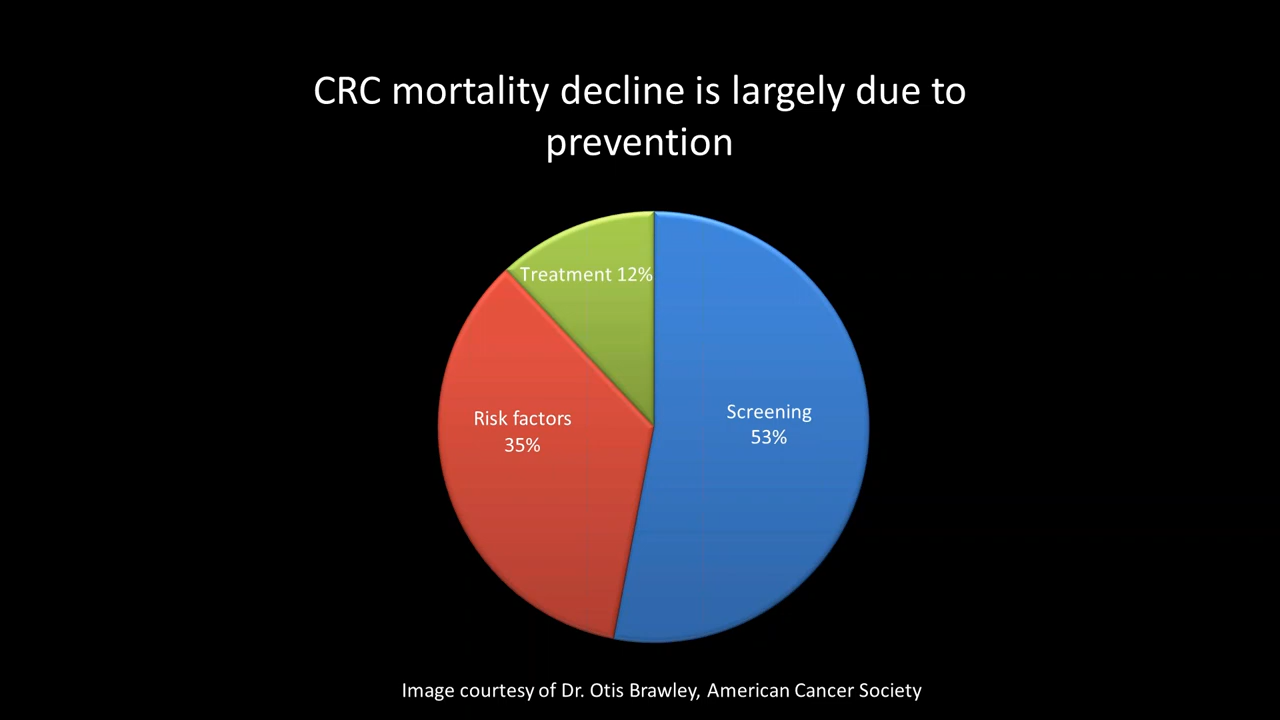 CRC mortality decline is largely due to
prevention
Treatment 12%
Screening
53%
Risk factors
35%
Image courtesy of Dr. Otis Brawley, American Cancer Society